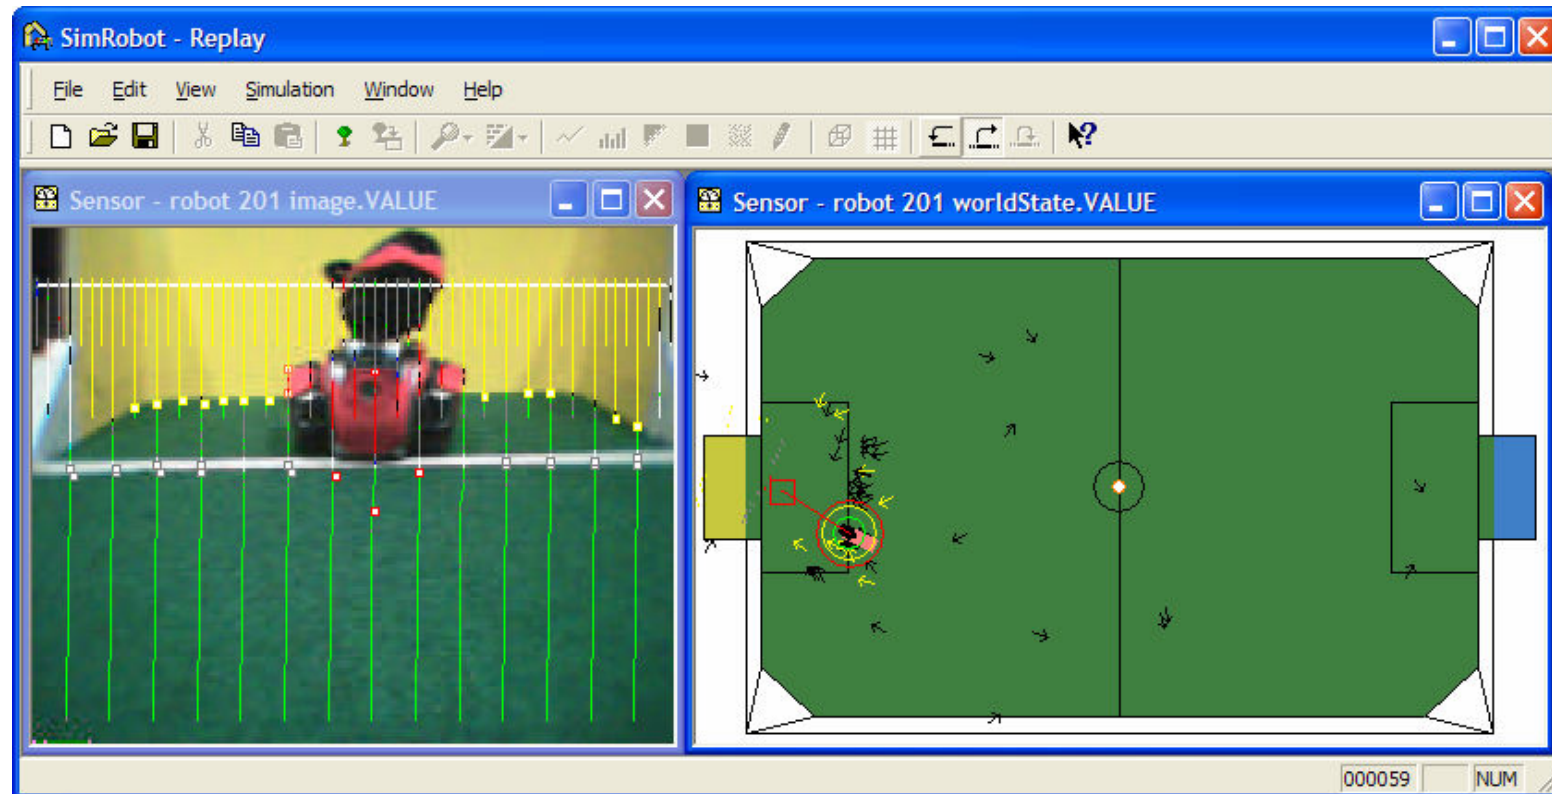 SimRobot - Replay
File Edit View Simulation Window Help
Sensor - robot 201 image.VALUE
Sensor - robot 201 worldState.VALUE
000059 NUM